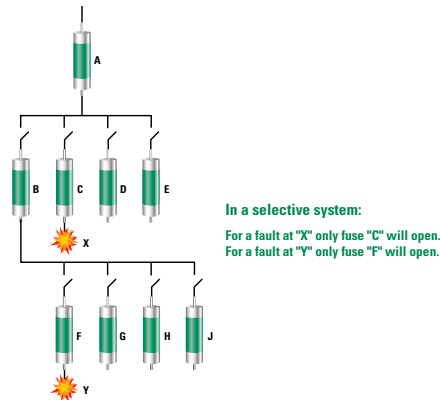 A
B
C
D
E
X
In a selective system:
For a fault at "X" only fuse "C" will open.
For a fault at "Y" only fuse "F" will open.
F
G
H
J
Y